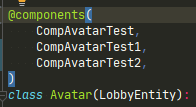 @components(
    CompAvatarTest,
    CompAvatarTest1,
    CompAvatarTest2,
)
class Avatar(LobbyEntity):